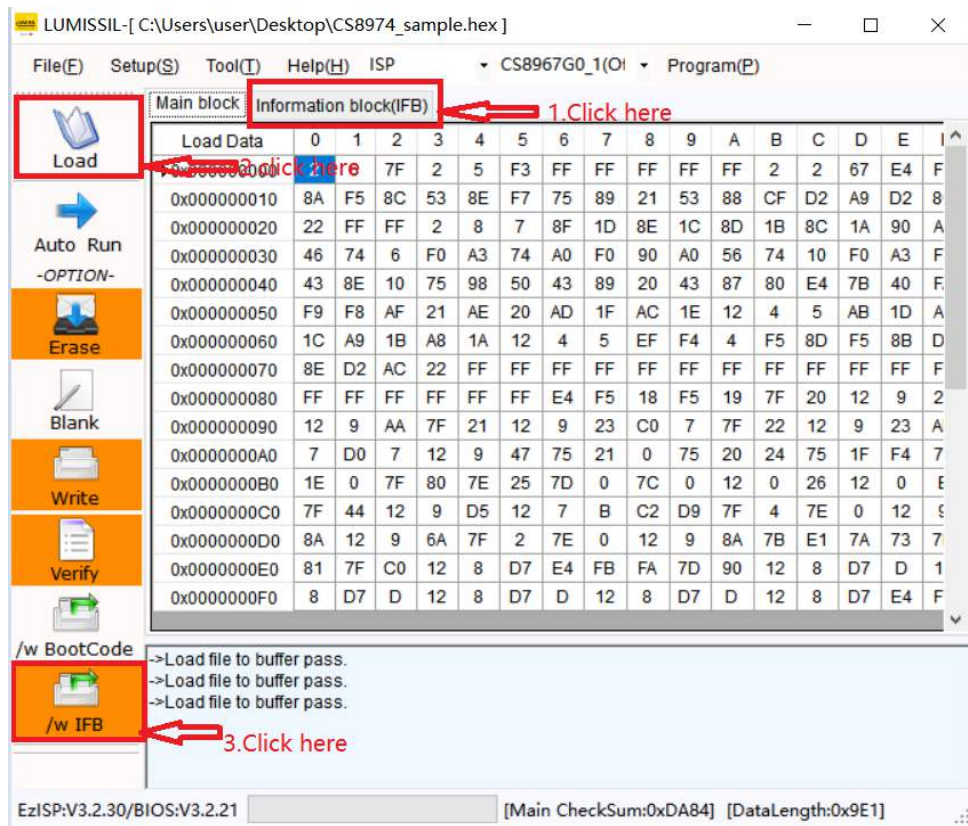 LUMISSIL-[ C:\Users\user\Desktop\CS8974_sample.hex ]
File(F) Setup(S) Tool(T) Help(H) ISP CS8967G0_1(Of Program(P)
Main block Information block(IFB) 1.Click here
Load
2.click here
Auto Run
-OPTION-
Erase
Blank
Write
Verify
/w BootCode
/w IFB
Load Data 0 1 2 3 4 5 6 7 8 9 A B C D E
0x000000000 2 7F 2 5 F3 FF FF FF FF FF 2 2 67 E4 F
0x000000010 8A F5 8C 53 8E F7 75 89 21 53 88 CF D2 A9 D2 8
0x000000020 22 FF FF 2 8 7 8F 1D 8E 1C 8D 1B 8C 1A 90 A
0x000000030 46 74 6 F0 A3 74 A0 F0 90 A0 56 74 10 F0 A3 F
0x000000040 43 8E 10 75 98 50 43 89 20 43 87 80 E4 7B 40 F
0x000000050 F9 F8 AF 21 AE 20 AD 1F AC 1E 12 4 5 AB 1D A
0x000000060 1C A9 1B A8 1A 12 4 5 EF F4 4 F5 8D F5 8B D
0x000000070 8E D2 AC 22 FF FF FF FF FF FF FF FF FF FF FF F
0x000000080 FF FF FF FF FF FF E4 F5 18 F5 19 7F 20 12 9 2
0x000000090 12 9 AA 7F 21 12 9 23 C0 7 7F 22 12 9 23 A
0x0000000A0 7 D0 7 12 9 47 75 21 0 75 20 24 75 1F F4 7
0x0000000B0 1E 0 7F 80 7E 25 7D 0 7C 0 12 0 26 12 0
0x0000000C0 7F 44 12 9 D5 12 7 B C2 D9 7F 4 7E 0 12
0x0000000D0 8A 12 9 6A 7F 2 7E 0 12 9 8A 7B E1 7A 73 7
0x0000000E0 81 7F C0 12 8 D7 E4 FB FA 7D 90 12 8 D7 D 1
0x0000000F0 8 D7 D 12 8 D7 D 12 8 D7 D 12 8 D7 E4 F
->Load file to buffer pass.
->Load file to buffer pass.
->Load file to buffer pass.
3.Click here
EzISP:V3.2.30/BIOS:V3.2.21 [Main CheckSum:0xDA84] [DataLength:0x9E1]